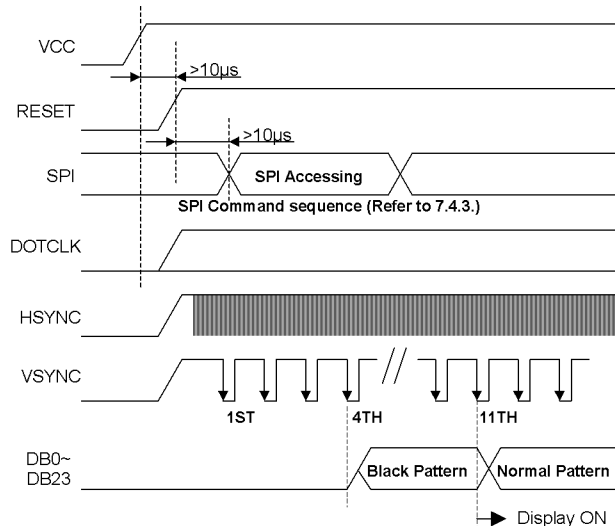 VCC
>10µs
RESET
>10µs
SPI
SPI Accessing
SPI Command sequence (Refer to 7.4.3.)
DOTCLK
HSYNC
VSYNC
1ST
4TH
11TH
DB0~
DB23
Black Pattern
Normal Pattern
Display ON